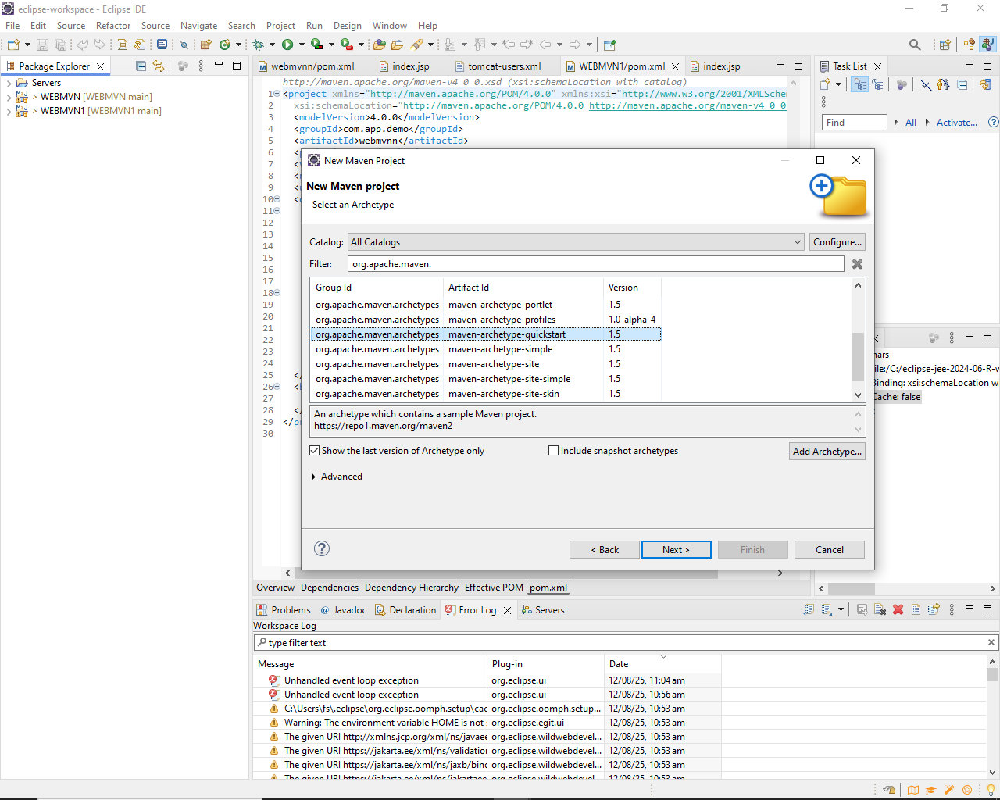 eclipse-workspace - Eclipse IDE
File Edit Source Refactor Source Navigate Search Project Run Design Window Help
Package Explorer
Servers
> WEBMVN [WEBMVN main]
> WEBMVN1 [WEBMVN1 main]
webmvnn/pom.xml index.jsp tomcat-users.xml WEBMVN1/pom.xml index.jsp
http://maven.apache.org/maven-v4_0_0.xsd (xsi:schemaLocation with catalog)
1 <project xmlns="http://maven.apache.org/POM/4.0.0" xmlns:xsi="http://www.w3.org/2001/XMLSche
2 xsi:schemaLocation="http://maven.apache.org/POM/4.0.0 http://maven.apache.org/maven-v4_0_0
3 <modelVersion>4.0.0</modelVersion>
4 <groupId>com.app.demo</groupId>
5 <artifactId>webmvnn</artifactId>
6
7
8
9
10
11
12
13
14
15
16
17
18
19
20
21
22
23
24
25 </
26 <b
27
28 </
29 </p
30
Task List
Find All Activate...
New Maven Project
New Maven project
Select an Archetype
Catalog: All Catalogs Configure...
Filter: org.apache.maven.
Group Id Artifact Id Version
org.apache.maven.archetypes maven-archetype-portlet 1.5
org.apache.maven.archetypes maven-archetype-profiles 1.0-alpha-4
org.apache.maven.archetypes maven-archetype-quickstart 1.5
org.apache.maven.archetypes maven-archetype-simple 1.5
org.apache.maven.archetypes maven-archetype-site 1.5
org.apache.maven.archetypes maven-archetype-site-simple 1.5
org.apache.maven.archetypes maven-archetype-site-skin 1.5
An archetype which contains a sample Maven project.
https://repo1.maven.org/maven2
Show the last version of Archetype only Include snapshot archetypes Add Archetype...
Advanced
< Back Next > Finish Cancel
mars
ile:/C:/eclipse-jee-2024-06-R-w
Binding: xsi:schemaLocation w
Cache: false
Overview Dependencies Dependency Hierarchy Effective POM pom.xml
Problems @ Javadoc Declaration Error Log Servers
Workspace Log
type filter text
Message Plug-in Date
Unhandled event loop exception org.eclipse.ui 12/08/25, 11:04 am
Unhandled event loop exception org.eclipse.ui 12/08/25, 10:56 am
C:\Users\fs\.eclipse\org.eclipse.oomph.setup\cac org.eclipse.oomph.setup... 12/08/25, 10:53 am
Warning: The environment variable HOME is not org.eclipse.egit.ui 12/08/25, 10:53 am
The given URI http://xmlns.jcp.org/xml/ns/javaee org.eclipse.wildwebdevel... 12/08/25, 10:53 am
The given URI https://jakarta.ee/xml/ns/validation org.eclipse.wildwebdevel... 12/08/25, 10:53 am
The given URI https://jakarta.ee/xml/ns/jaxb/bind org.eclipse.wildwebdevel... 12/08/25, 10:53 am
The given URI https://jakarta.ee/xml/ns/jakartaee org.eclipse.wildwebdevel... 12/08/25, 10:53 am